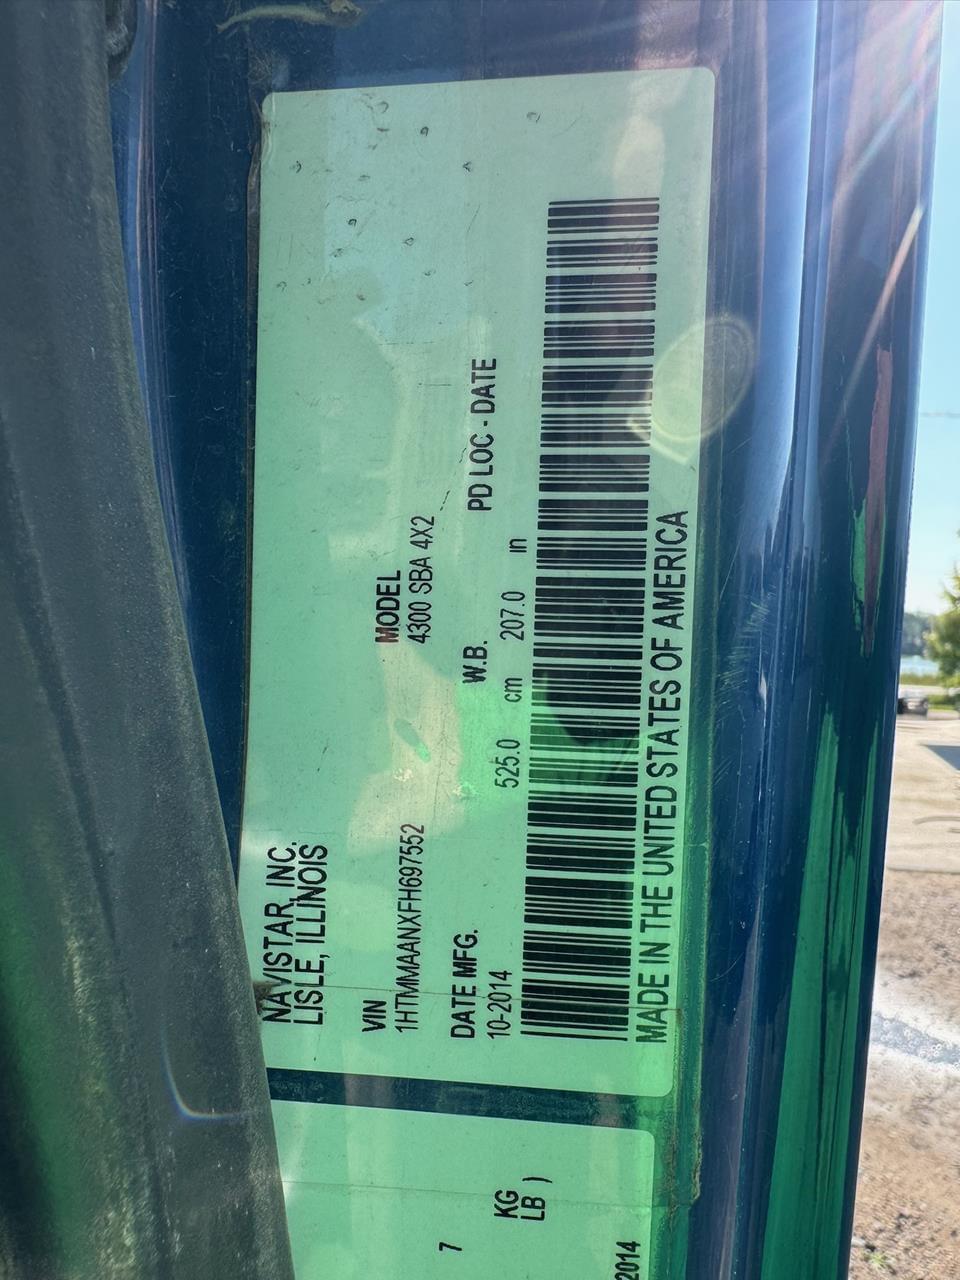 NAVISTAR, INC.
LISLE, ILLINOIS
VIN
1HTMMAANXFH697552
MODEL
4300 SBA 4X2
DATE MFG.
10-2014
W.B.
525.0 cm 207.0 in
PD LOC - DATE
MADE IN THE UNITED STATES OF AMERICA
7
KG
LB )
2014